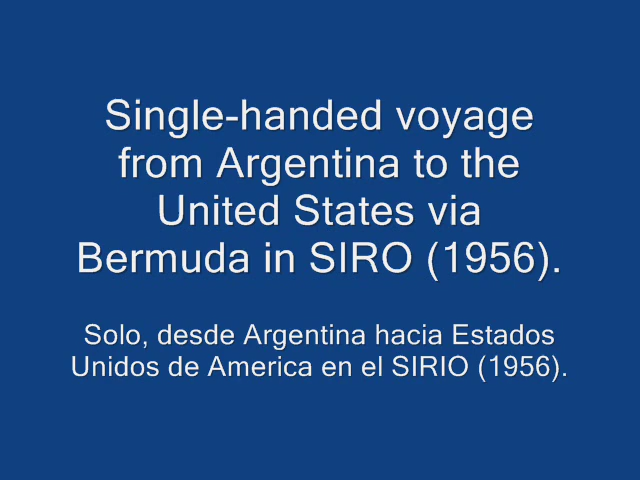 Single-handed voyage
from Argentina to the
United States via
Bermuda in SIRO (1956).
Solo, desde Argentina hacia Estados
Unidos de America en el SIRIO (1956).